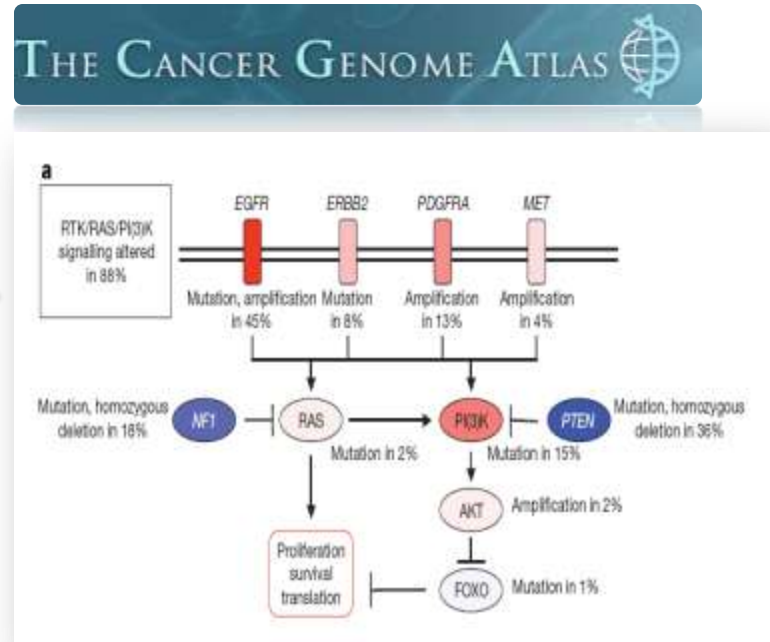 THE CANCER GENOME ATLAS
a
RTK/RAS/PI(3)K
signalling altered
in 88%
EGFR
ERBB2
PDGFRA
MET
Mutation, amplification
in 45%
Mutation
in 8%
Amplification
in 13%
Amplification
in 4%
Mutation, homozygous
deletion in 18%
NF1
RAS
PI(3)K
PTEN
Mutation, homozygous
deletion in 36%
Mutation in 2%
Mutation in 15%
AKT
Amplification in 2%
Proliferation
survival
translation
FOXO
Mutation in 1%